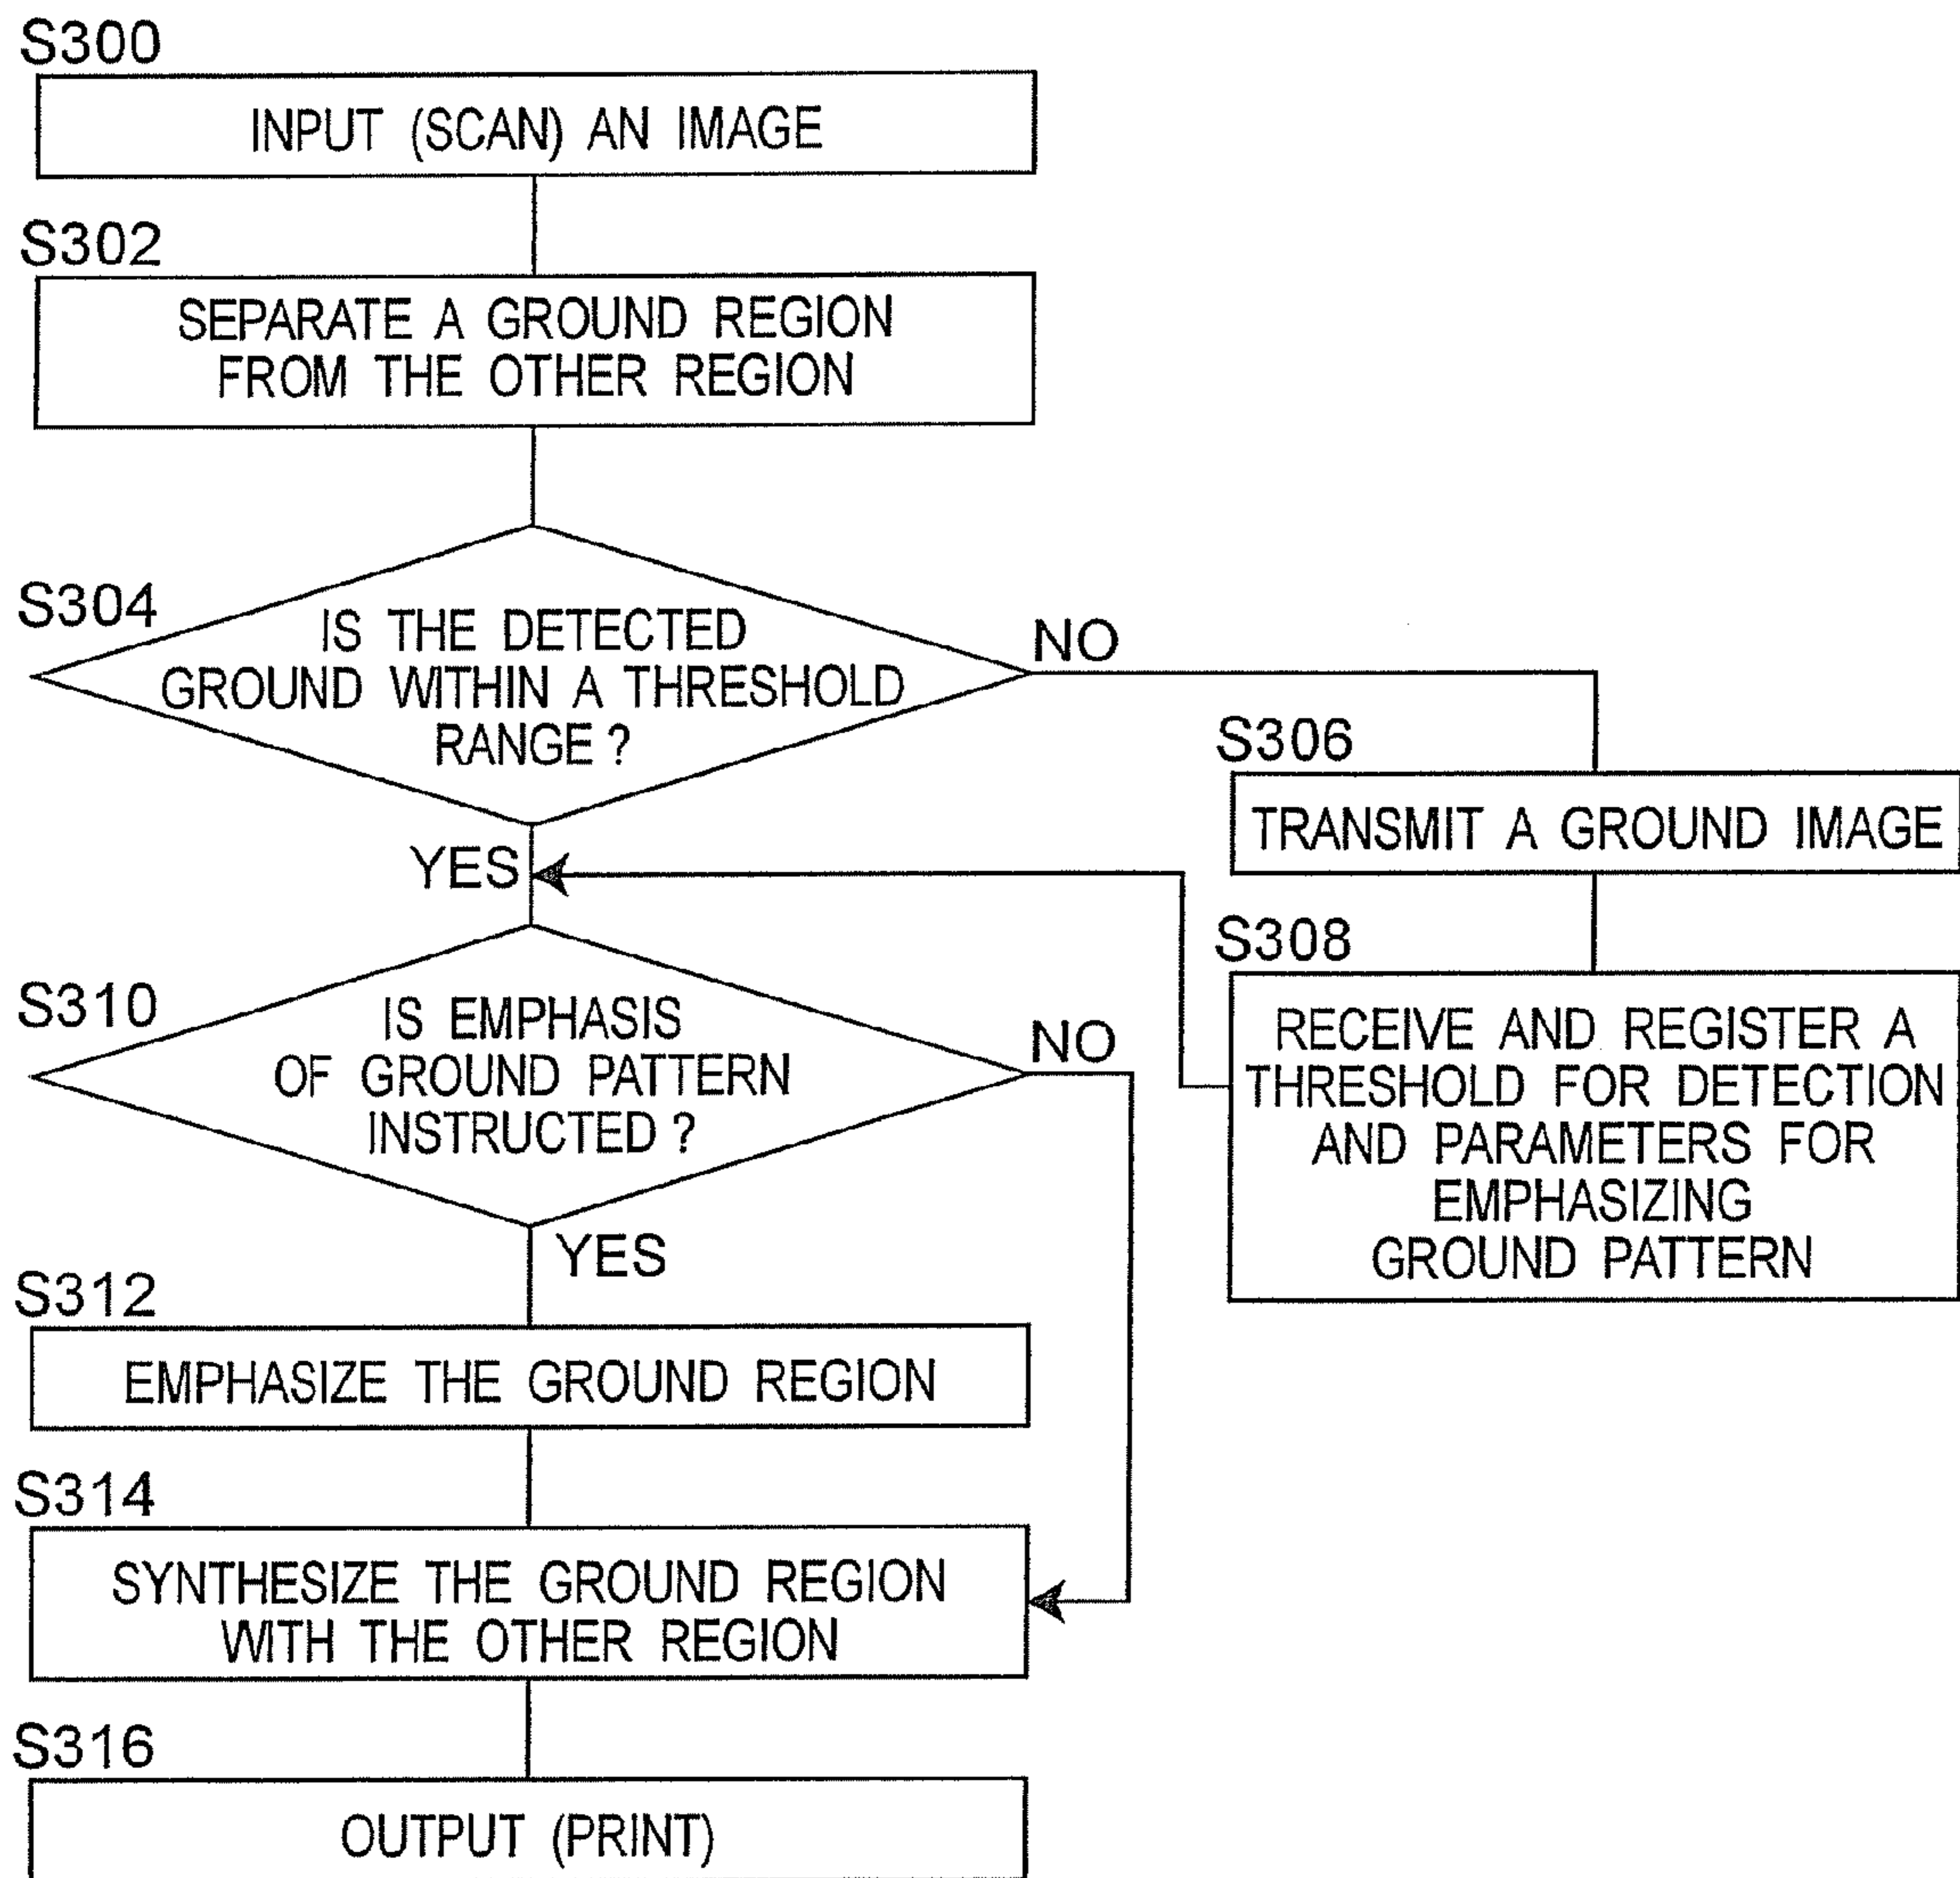 S300
INPUT (SCAN) AN IMAGE
S302
SEPARATE A GROUND REGION
FROM THE OTHER REGION
S304
IS THE DETECTED
GROUND WITHIN A THRESHOLD
RANGE ?
NO
YES
S306
TRANSMIT A GROUND IMAGE
S308
RECEIVE AND REGISTER A
THRESHOLD FOR DETECTION
AND PARAMETERS FOR
EMPHASIZING
GROUND PATTERN
S310
IS EMPHASIS
OF GROUND PATTERN
INSTRUCTED ?
NO
YES
S312
EMPHASIZE THE GROUND REGION
S314
SYNTHESIZE THE GROUND REGION
WITH THE OTHER REGION
S316
OUTPUT (PRINT)